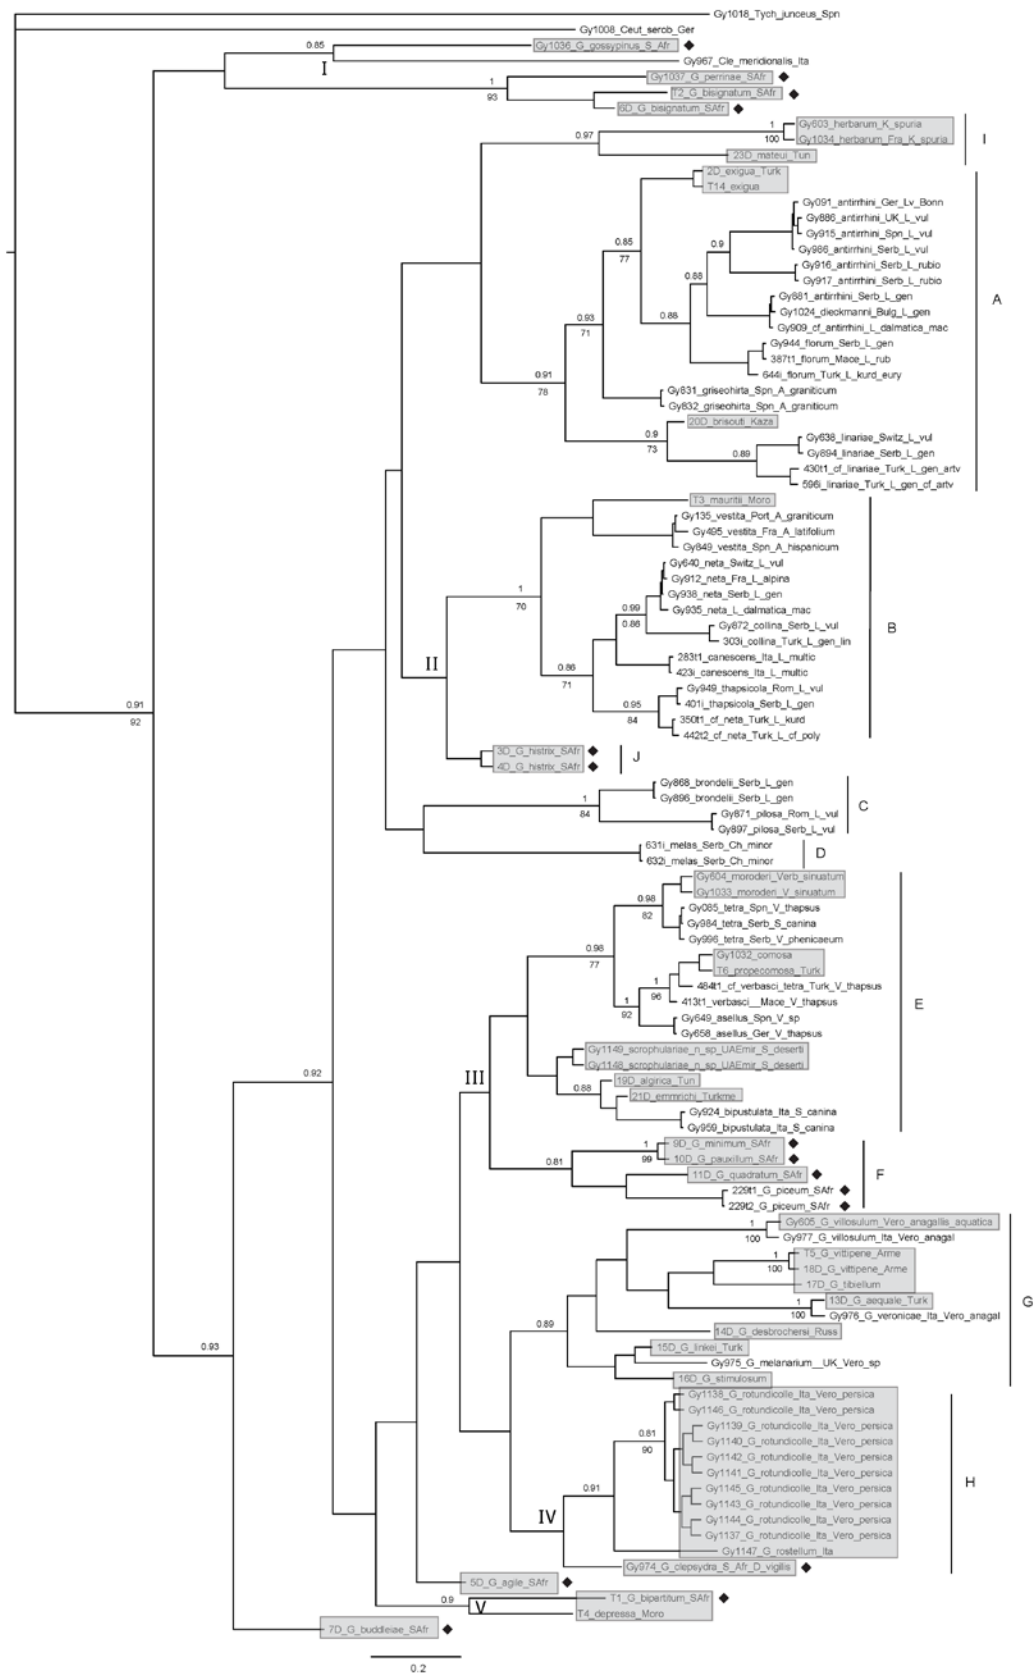 Gy1018_Tych_junceus_Spn
Gy1008_Ceut_serob_Ger
0.85
Gy1036_G_gossypinus_S_Afr
I
Gy967_Cle_meridionalis_Ita
1
Gy1037_G_perrinae_SAfr
93
T2_G_bisignatum_SAfr
6D_G_bisignatum_SAfr
1
Gy603_herbarum_K_spuria
0.97
100
Gy1034_herbarum_Fra_K_spuria
I
23D_mateui_Tun
2D_exigua_Turk
T14_exigua
Gy091_antirrhini_Ger_Lv_Bonn
Gy886_antirrhini_UK_L_vul
Gy915_antirrhini_Spn_L_vul
0.85
0.9
Gy986_antirrhini_Serb_L_vul
77
Gy916_antirrhini_Serb_L_rubio
0.88
Gy917_antirrhini_Serb_L_rubio
Gy881_antirrhini_Serb_L_gen
A
0.93
0.88
Gy1024_dieckmanni_Bulg_L_gen
71
Gy909_cf_antirrhini_L_dalmatica_mac
Gy944_florum_Serb_L_gen
387t1_florum_Mace_L_rub
0.91
644i_florum_Turk_L_kurd_eury
78
Gy831_griseohirta_Spn_A_graniticum
Gy832_griseohirta_Spn_A_graniticum
20D_brisouti_Kaza
0.9
Gy638_linariae_Switz_L_vul
73
0.89
Gy894_linariae_Serb_L_gen
430t1_cf_linariae_Turk_L_gen_artv
596i_linariae_Turk_L_gen_cf_artv
T3_mauritii_Moro
Gy135_vestita_Port_A_graniticum
Gy495_vestita_Fra_A_latifolium
Gy849_vestita_Spn_A_hispanicum
Gy640_neta_Switz_L_vul
Gy912_neta_Fra_L_alpina
1
Gy938_neta_Serb_L_gen
70
0.99
Gy935_neta_L_dalmatica_mac
0.86
Gy872_collina_Serb_L_vul
B
303i_collina_Turk_L_gen_lin
II
0.86
283t1_canescens_Ita_L_multic
71
423i_canescens_Ita_L_multic
Gy949_thapsicola_Rom_L_vul
0.91
0.95
401i_thapsicola_Serb_L_gen
92
84
350t1_cf_neta_Turk_L_kurd
442t2_cf_neta_Turk_L_cf_poly
3D_G_histrix_SAfr
J
4D_G_histrix_SAfr
Gy868_brondelii_Serb_L_gen
1
Gy896_brondelii_Serb_L_gen
C
84
Gy871_pilosa_Rom_L_vul
Gy897_pilosa_Serb_L_vul
631i_melas_Serb_Ch_minor
D
632i_melas_Serb_Ch_minor
Gy604_moroderi_Verb_sinuatum
0.98
Gy1033_moroderi_V_sinuatum
82
Gy085_tetra_Spn_V_thapsus
Gy984_tetra_Serb_S_canina
Gy996_tetra_Serb_V_phenicaeum
0.98
Gy1032_comosa
77
T6_propecomosa_Turk
1
484t1_cf_verbasci_tetra_Turk_V_thapsus
96
1
413t1_verbasci__Mace_V_thapsus
E
92
Gy649_asellus_Spn_V_sp
Gy658_asellus_Ger_V_thapsus
Gy1149_scrophulariae_n_sp_UAEmir_S_deserti
Gy1148_scrophulariae_n_sp_UAEmir_S_deserti
0.92
III
19D_algirica_Tun
0.88
21D_emmrichi_Turkme
Gy924_bipustulata_Ita_S_canina
Gy959_bipustulata_Ita_S_canina
1
9D_G_minimum_SAfr
0.81
99
10D_G_pauxillum_SAfr
11D_G_quadratum_SAfr
F
229t1_G_piceum_SAfr
229t2_G_piceum_SAfr
1
Gy605_G_villosulum_Vero_anagallis_aquatica
100
Gy977_G_villosulum_Ita_Vero_anagal
1
T5_G_vittipene_Arme
100
18D_G_vittipene_Arme
17D_G_tibiellum
1
13D_G_aequale_Turk
G
100
Gy976_G_veronicae_Ita_Vero_anagal
0.89
14D_G_desbrochersi_Russ
0.93
15D_G_linkei_Turk
Gy975_G_melanarium__UK_Vero_sp
16D_G_stimulosum
Gy1138_G_rotundicolle_Ita_Vero_persica
Gy1146_G_rotundicolle_Ita_Vero_persica
Gy1139_G_rotundicolle_Ita_Vero_persica
0.81
Gy1140_G_rotundicolle_Ita_Vero_persica
90
Gy1142_G_rotundicolle_Ita_Vero_persica
Gy1141_G_rotundicolle_Ita_Vero_persica
H
0.91
Gy1145_G_rotundicolle_Ita_Vero_persica
Gy1143_G_rotundicolle_Ita_Vero_persica
IV
Gy1144_G_rotundicolle_Ita_Vero_persica
Gy1137_G_rotundicolle_Ita_Vero_persica
Gy1147_G_rostellum_Ita
Gy974_G_clepsydra_S_Afr_D_vigilis
5D_G_agile_SAfr
0.9
T1_G_bipartitum_SAfr
V
T4_depressa_Moro
7D_G_buddleiae_SAfr
0.2